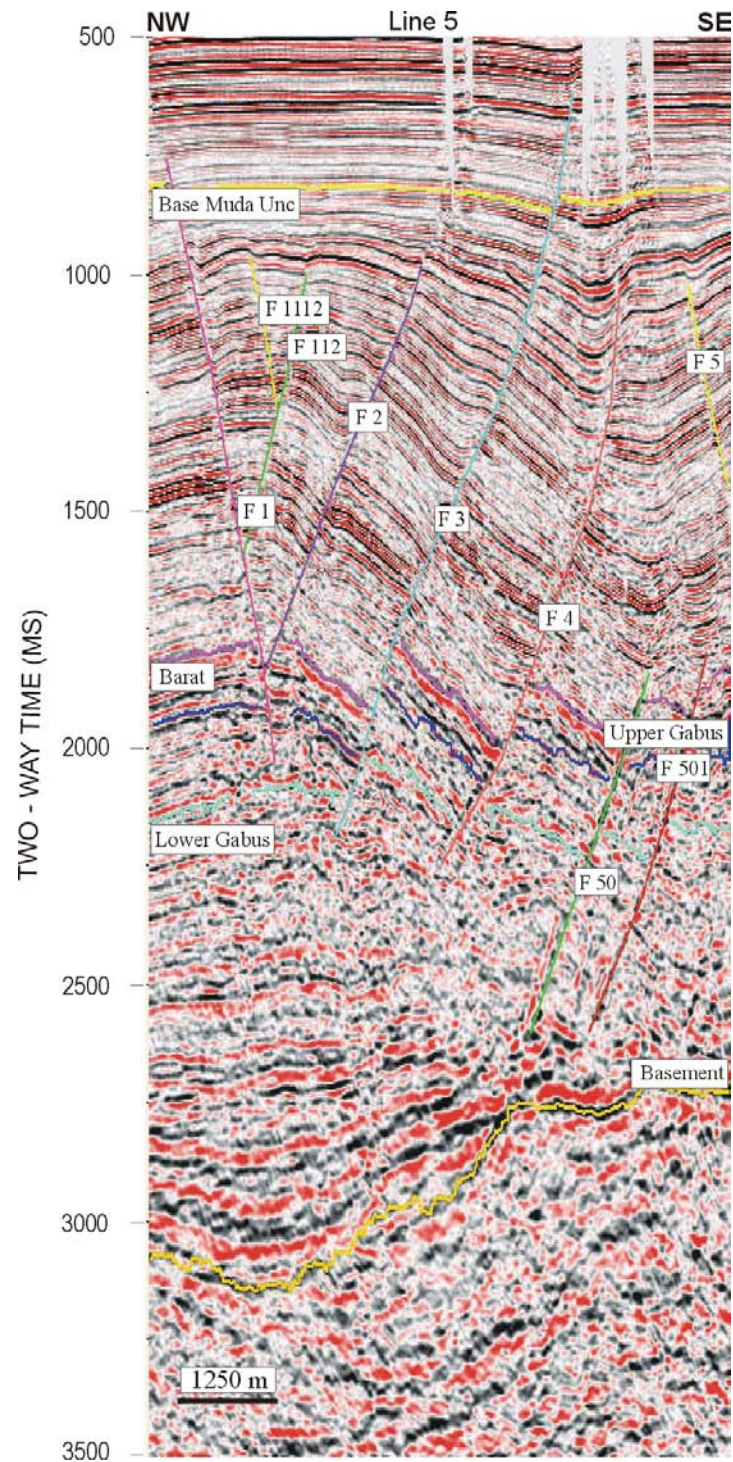 NW Line 5 SE
500
Base Muda Unc
1000
F 1112
F 112
F 5
F 2
1500
F 1
F 3
F 4
TWO - WAY TIME (MS)
Barat
2000
Upper Gabus
F 501
Lower Gabus
F 50
2500
Basement
3000
1250 m
3500